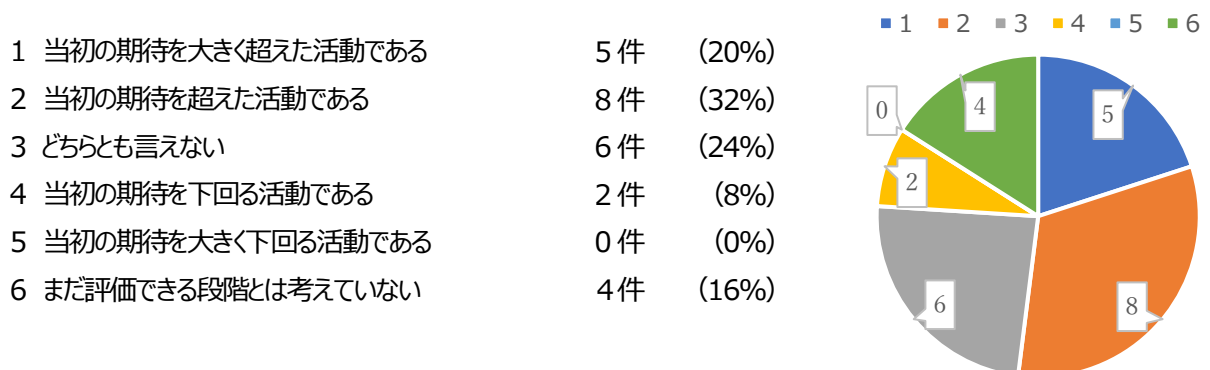 1 当初の期待を大きく超えた活動である 5件 (20%)
2 当初の期待を超えた活動である 8件 (32%)
3 どちらとも言えない 6件 (24%)
4 当初の期待を下回る活動である 2件 (8%)
5 当初の期待を大きく下回る活動である 0件 (0%)
6 まだ評価できる段階とは考えていない 4件 (16%)
1 2 3 4 5 6
4
5
0
2
6
8